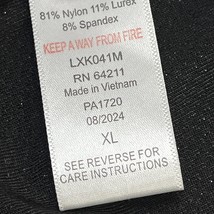 81% Nylon 11% Lurex
8% Spandex
KEEP AWAY FROM FIRE
LXK041M
RN 64211
Made in Vietnam
PA1720
08/2024
XL
SEE REVERSE FOR
CARE INSTRUCTIONS